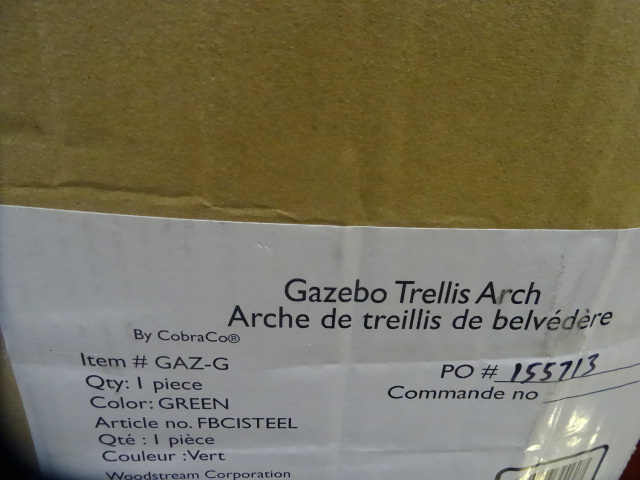 Gazebo Trellis Arch
Arche de treillis de belvédère
By CobraCo®
Item # GAZ-G
Qty: 1 piece
Color: GREEN
Article no. FBCISTEEL
Qté : 1 pièce
Couleur :Vert
Woodstream Corporation
PO # 155713
Commande no